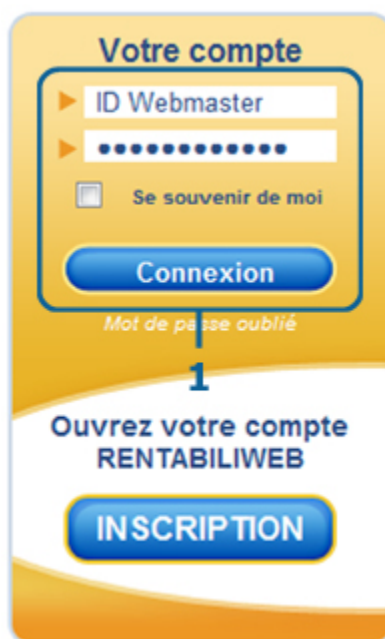 Votre compte
ID Webmaster
••••••••••••
Se souvenir de moi
Connexion
Mot de passe oublié
1
Ouvrez votre compte
RENTABILIWEB
INSCRIPTION